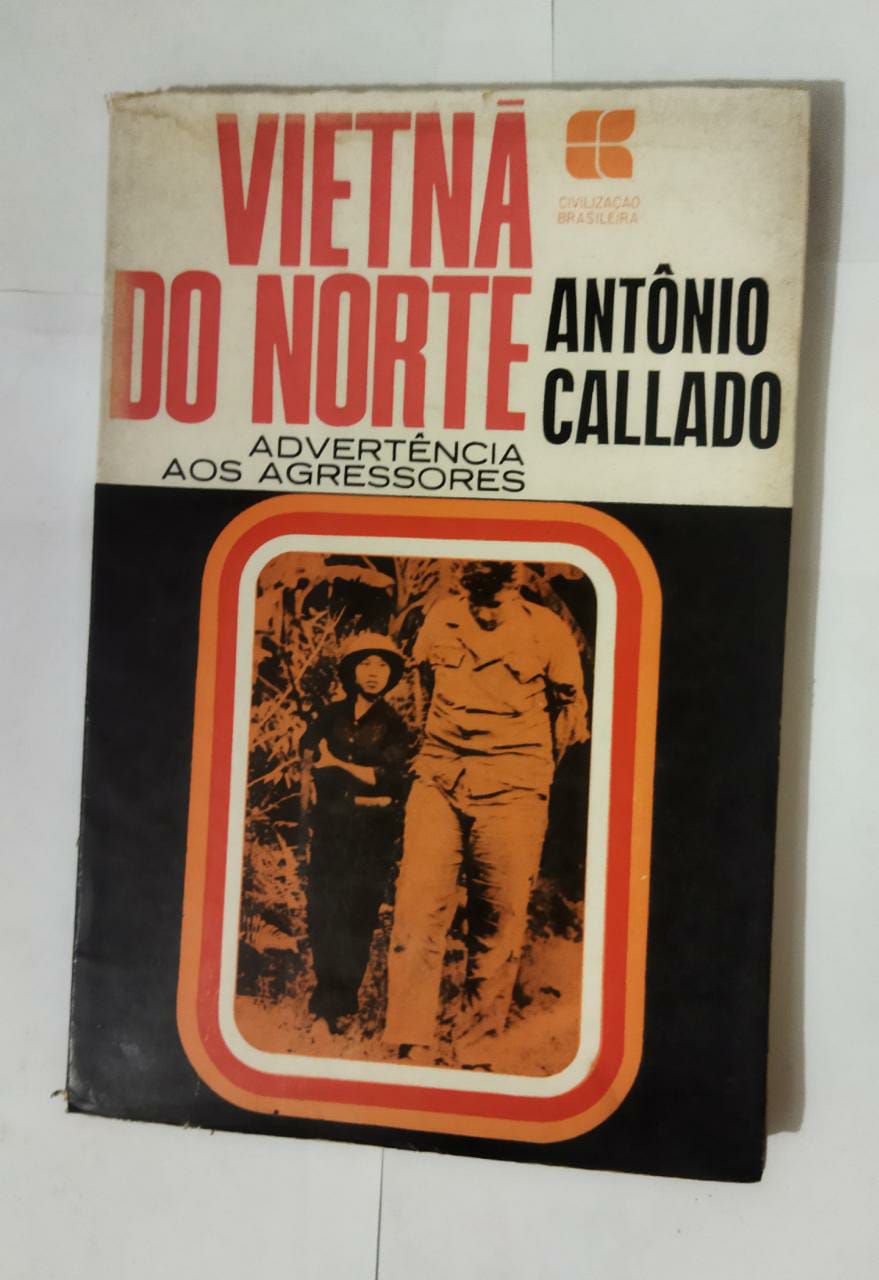 VIETNÃ
DO NORTE
ADVERTÊNCIA
AOS AGRESSORES
CIVILIZAÇÃO
BRASILEIRA
ANTÔNIO
CALLADO